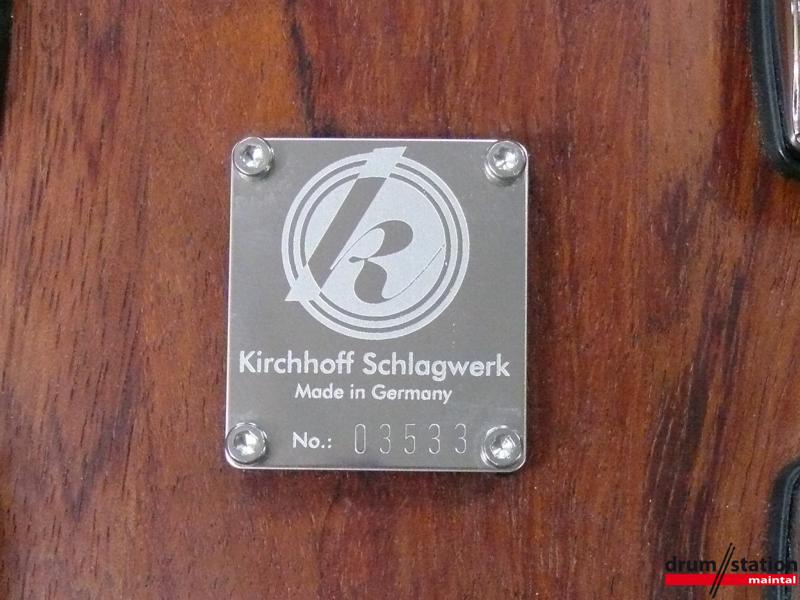 k
Kirchhoff Schlagwerk
Made in Germany
No.: 03533
drum//station
maintal